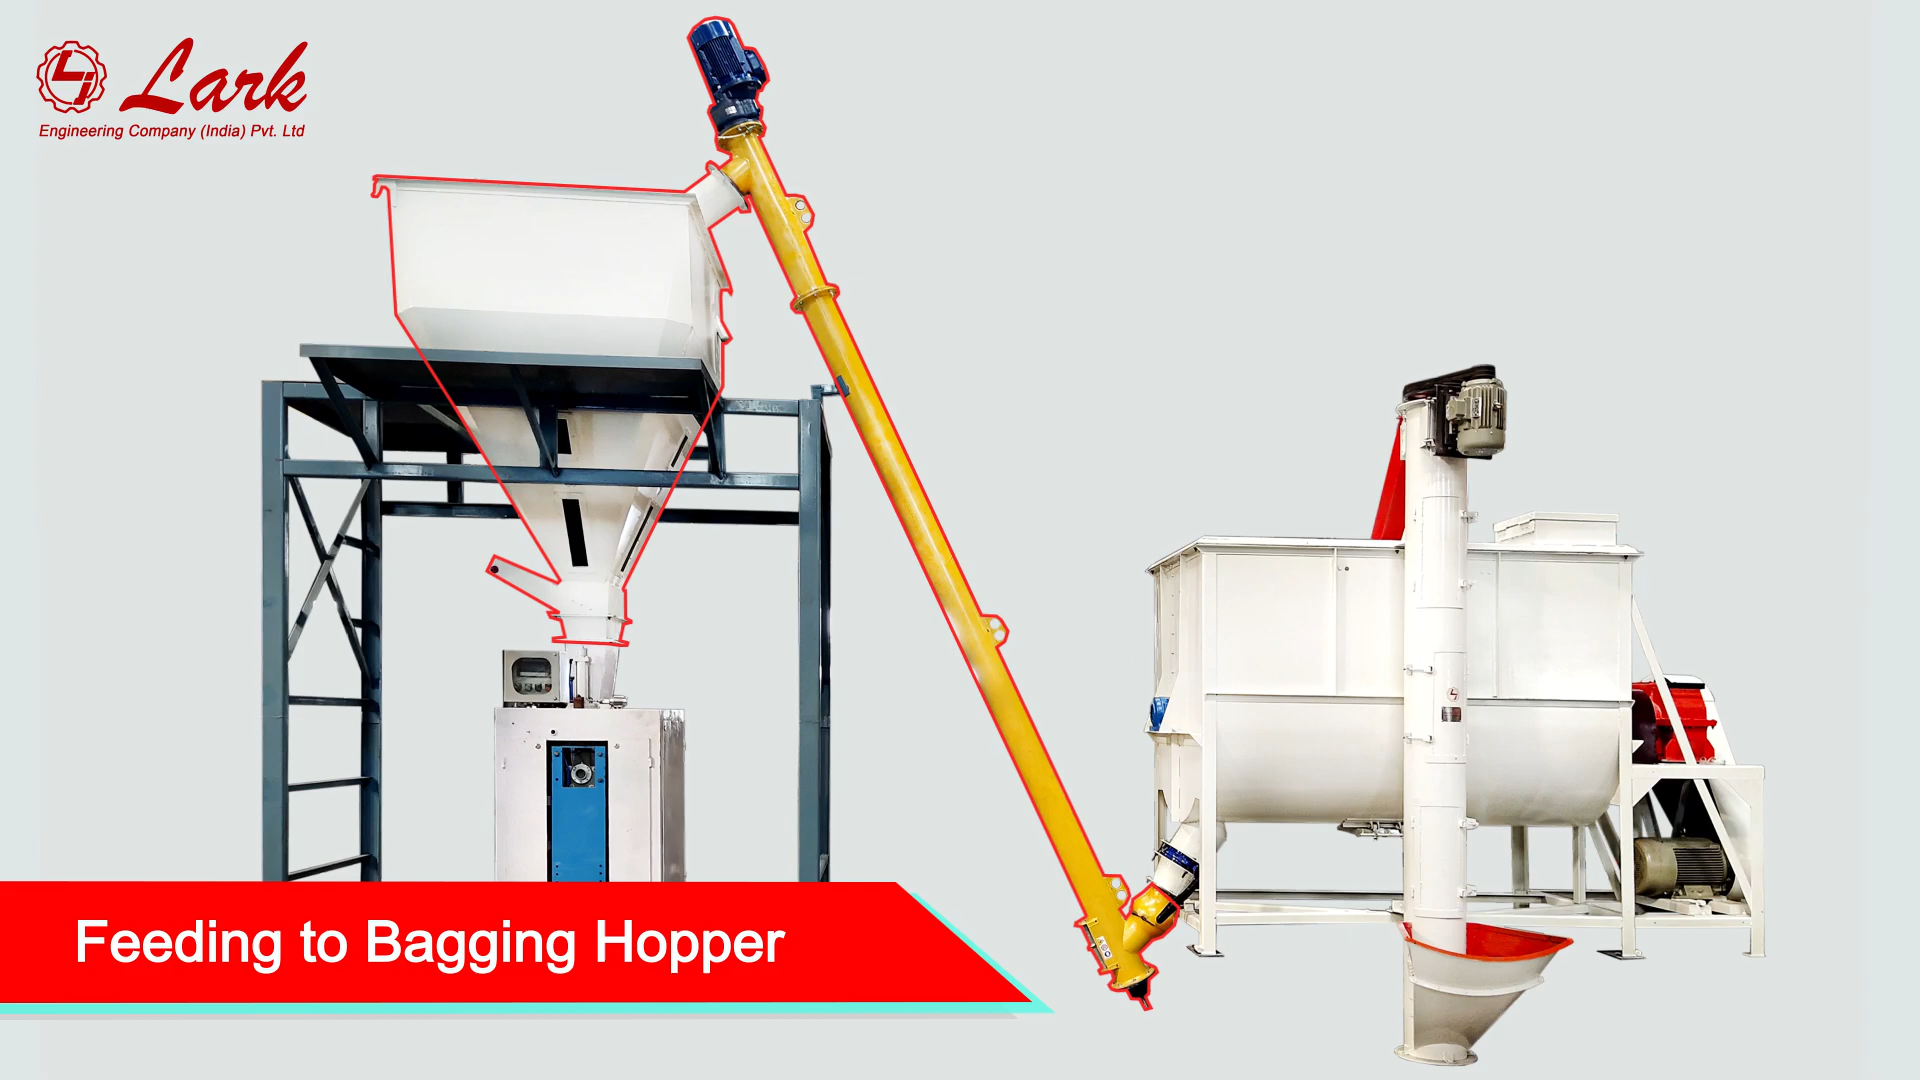 Lark
Engineering Company (India) Pvt. Ltd
Feeding to Bagging Hopper